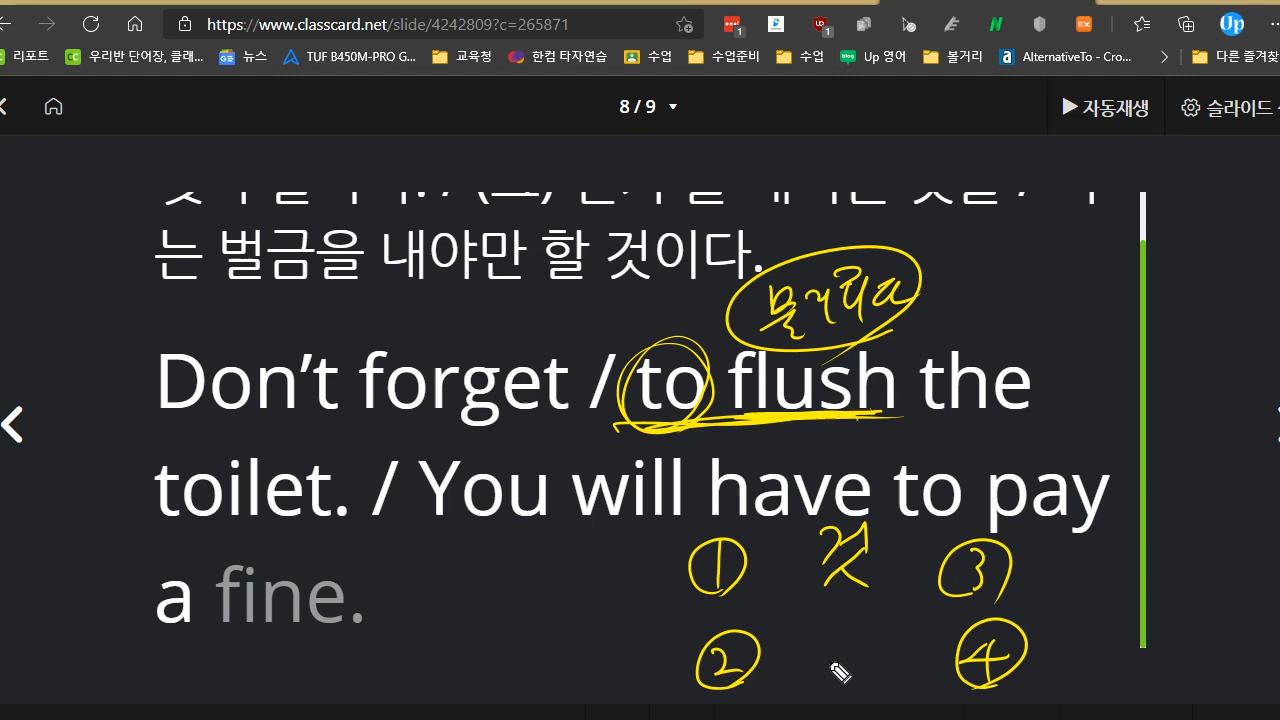 https://www.classcard.net/slide/4242809?c=265871
1
1
EX
Up
리포트
우리반 단어장, 클래...
뉴스
TUF B450M-PRO G...
교육청
한컴 타자연습
수업
수업준비
수업
Up 영어
볼거리
AlternativeTo - Cro...
다른 즐겨찾
8 / 9
자동재생
슬라이드
는 벌금을 내야만 할 것이다.
Don’t forget / to flush the
toilet. / You will have to pay
a fine.
① 것 ③
② ④